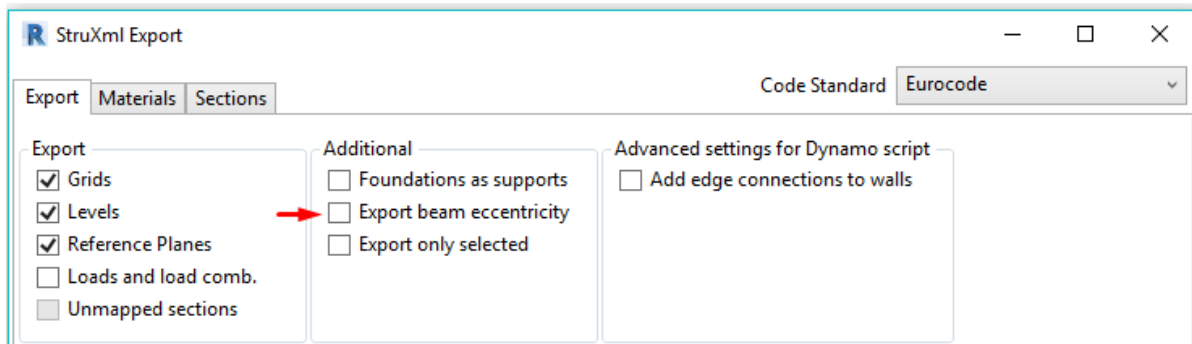 StruXml Export
Code Standard Eurocode
Export Materials Sections
Export
Grids
Levels
Reference Planes
Loads and load comb.
Unmapped sections
Additional
Foundations as supports
Export beam eccentricity
Export only selected
Advanced settings for Dynamo script
Add edge connections to walls